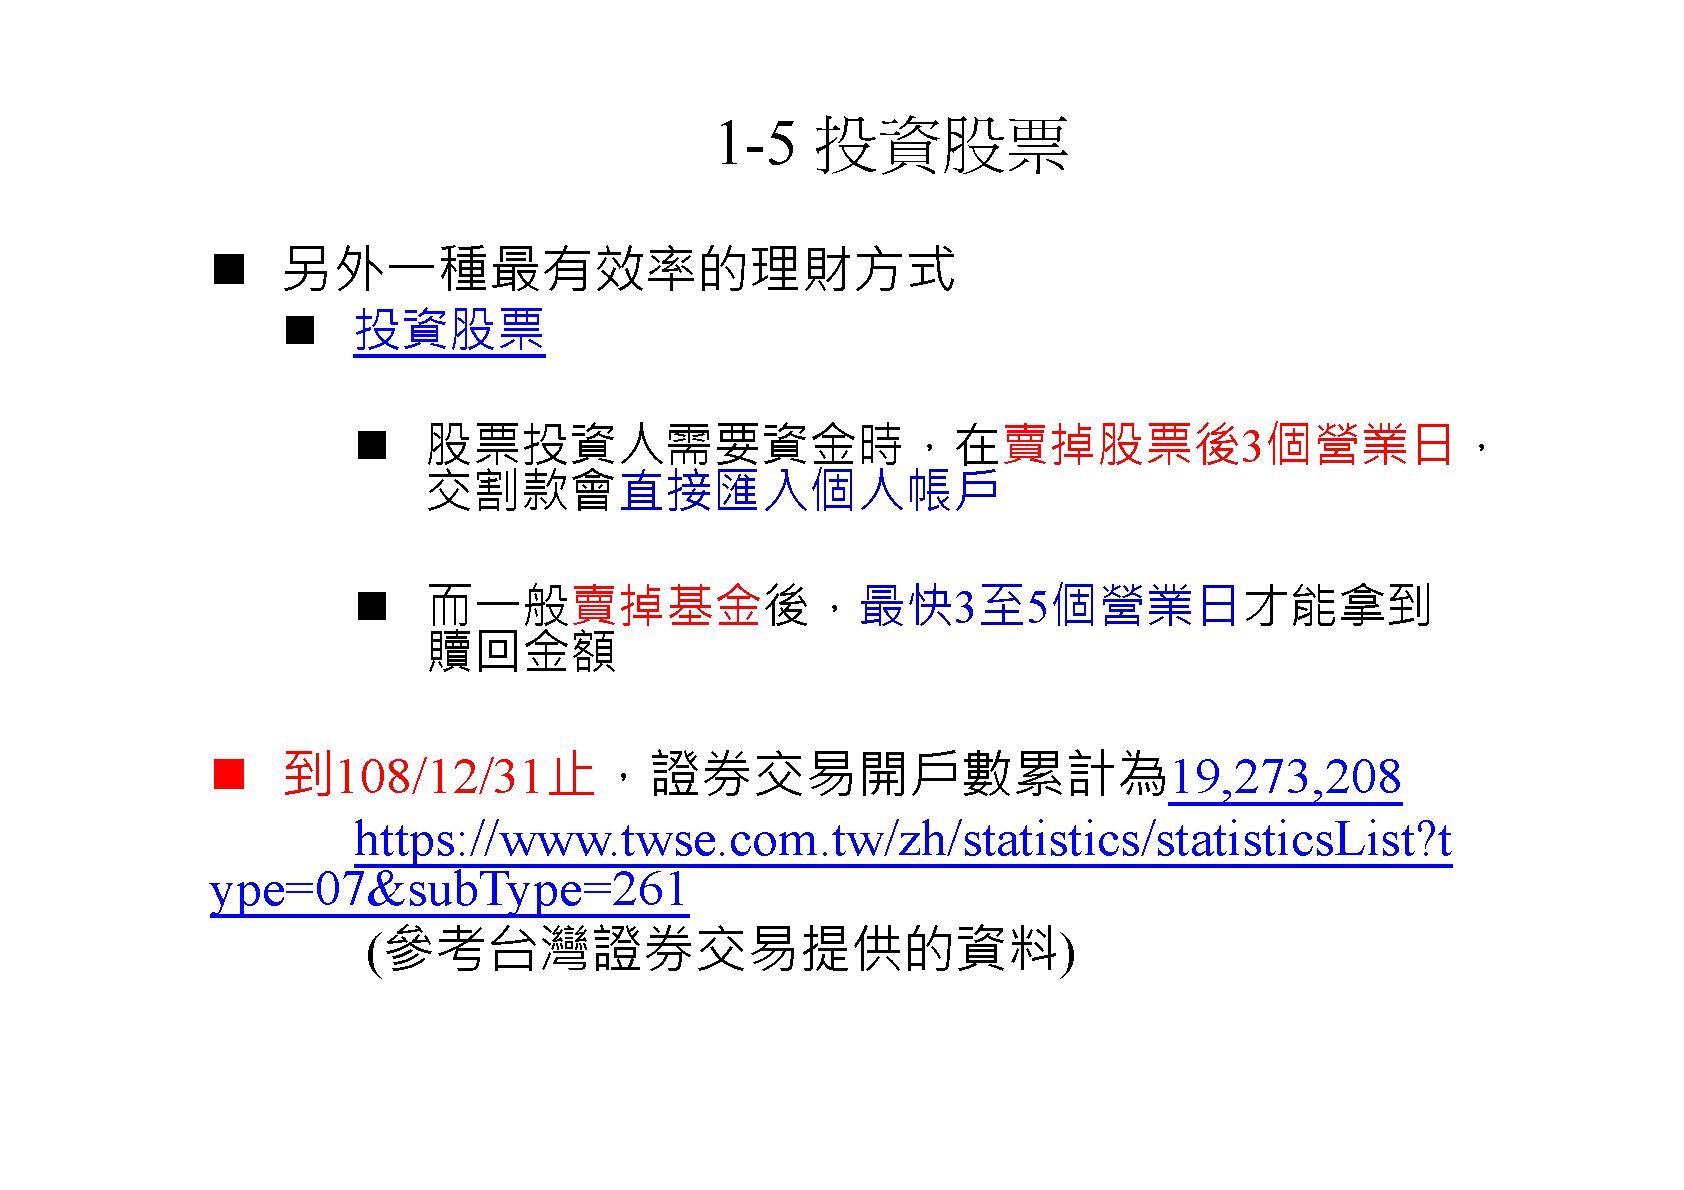 1-5 投資股票
■ 另外一種最有效率的理財方式
■ 投資股票
■ 股票投資人需要資金時，在賣掉股票後3個營業日，
交割款會直接匯入個人帳戶
■ 而一般賣掉基金後，最快3至5個營業日才能拿到
贖回金額
■ 到108/12/31止，證券交易開戶數累計為19,273,208
https://www.twse.com.tw/zh/statistics/statisticsList?t
ype=07&subType=261
(參考台灣證券交易提供的資料)